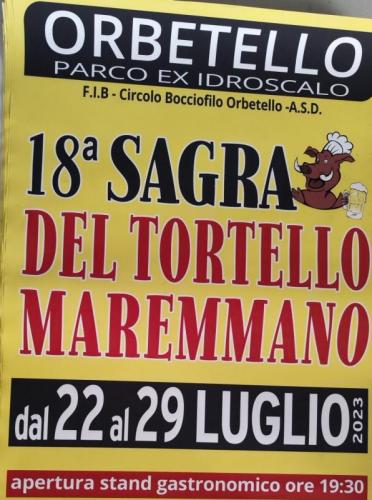 ORBETELLO
PARCO EX IDROSCALO
F.I.B - Circolo Bocciofilo Orbetello -A.S.D.
18ª SAGRA
DEL TORTELLO
MAREMMANO
dal 22 al 29 LUGLIO 2023
apertura stand gastronomico ore 19:30